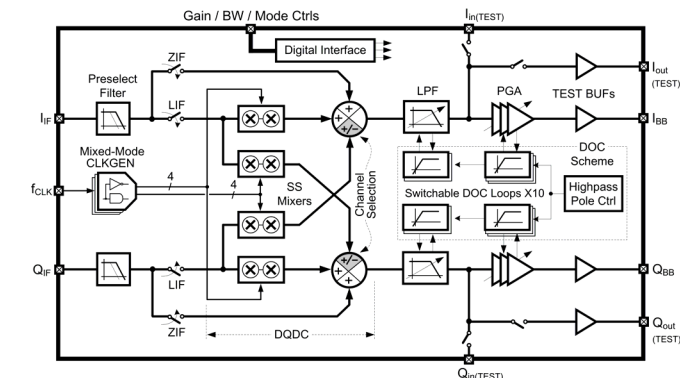 Gain / BW / Mode Ctrls
Iin(TEST)
Digital Interface
ZIF
Preselect
Filter
LIF
LPF
PGA
TEST BUFs
Iout
(TEST)
IIF
+
+
+/−
IBB
Mixed-Mode
CLKGEN
4
4
fCLK
SS
Mixers
Channel
Selection
DOC
Scheme
Switchable DOC Loops X10
Highpass
Pole Ctrl
QIF
LIF
+/−
+
+
QBB
ZIF
DQDC
Qout
(TEST)
Qin(TEST)